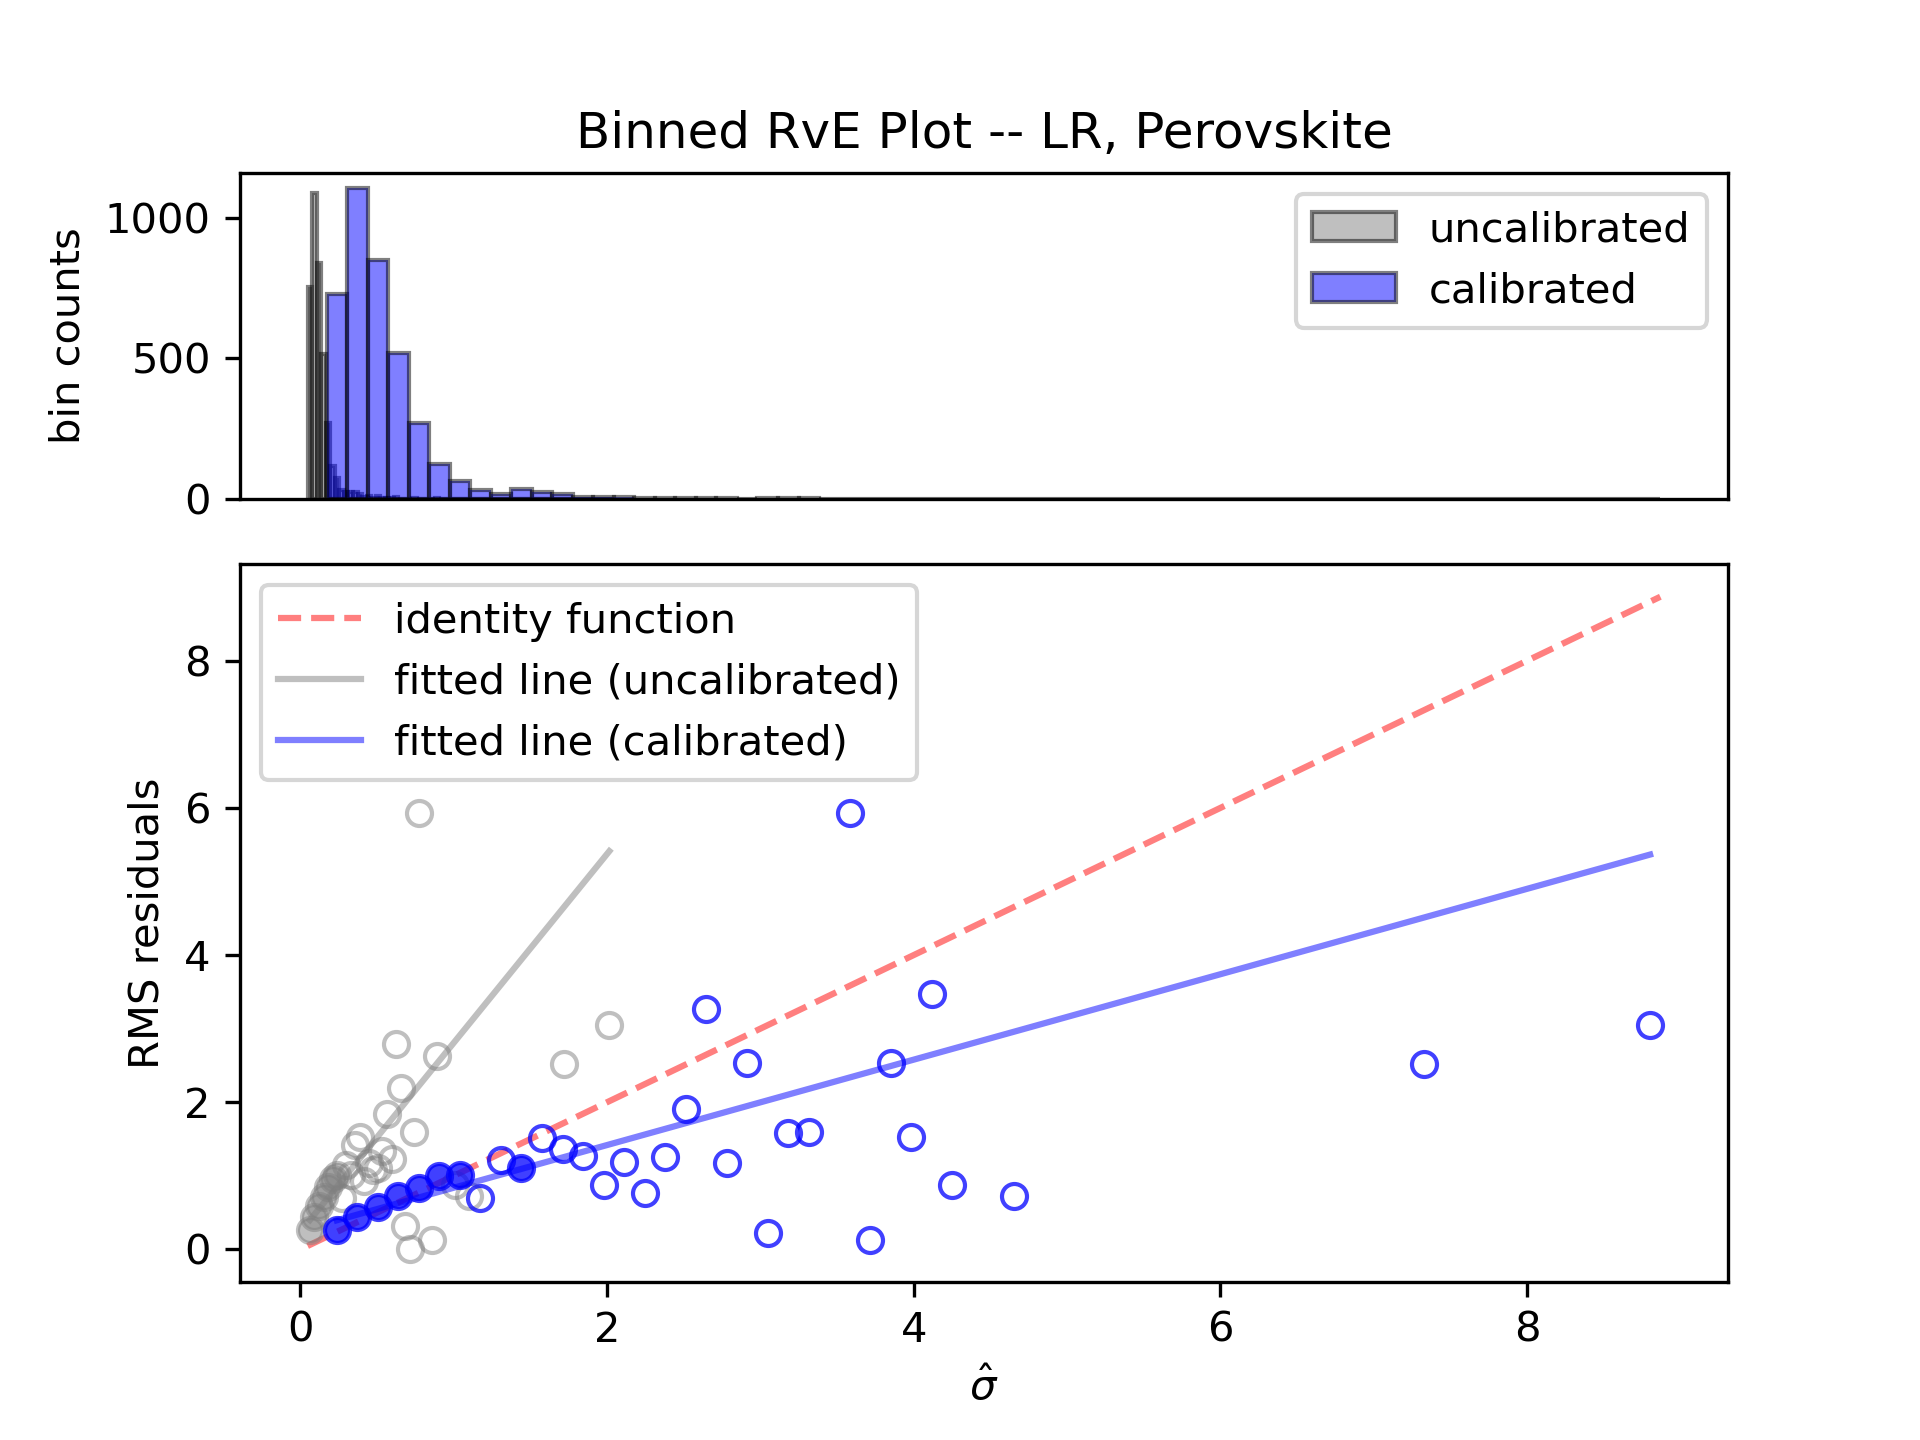 Binned RvE Plot -- LR, Perovskite
bin counts
1000
500
0
uncalibrated
calibrated
RMS residuals
8
6
4
2
0
identity function
fitted line (uncalibrated)
fitted line (calibrated)
0 2 4 6 8
σ̂